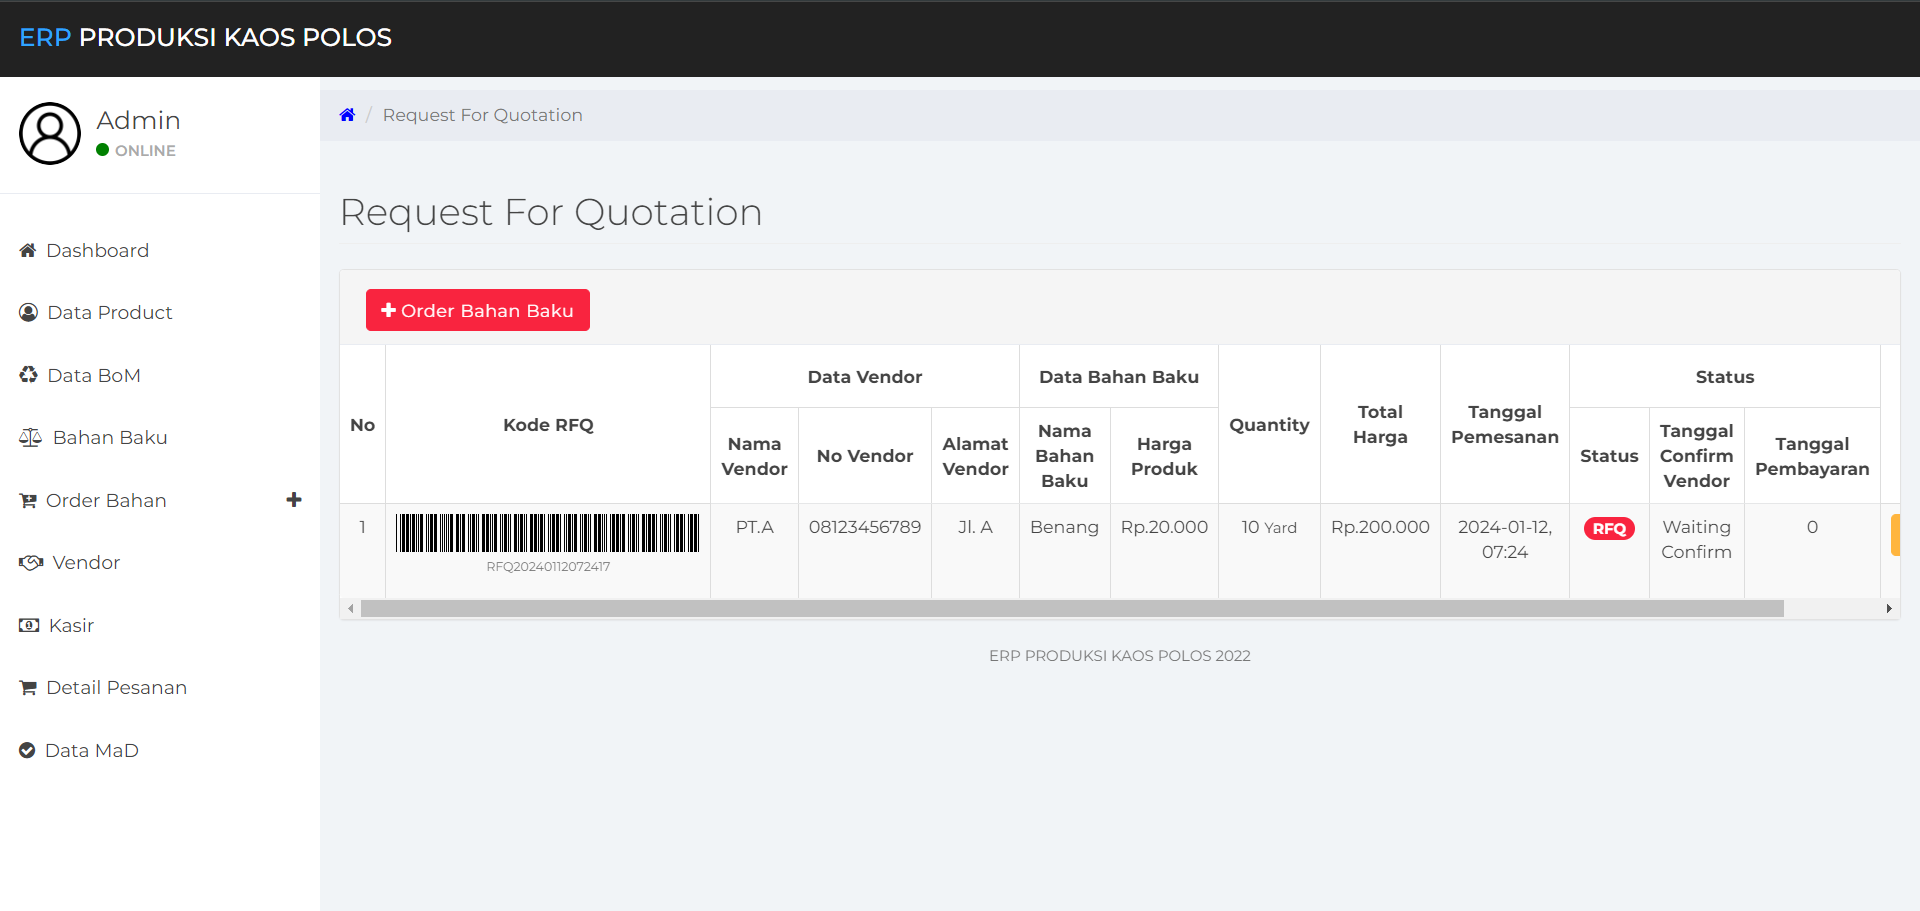 ERP PRODUKSI KAOS POLOS
Admin
ONLINE
Dashboard
Data Product
Data BoM
Bahan Baku
Order Bahan
Vendor
Kasir
Detail Pesanan
Data MaD
/ Request For Quotation
Request For Quotation
Order Bahan Baku
No
Kode RFQ
Data Vendor
Data Bahan Baku
Quantity
Total
Harga
Tanggal
Pemesanan
Status
Nama
Vendor
No Vendor
Alamat
Vendor
Nama
Bahan
Baku
Harga
Produk
Status
Tanggal
Confirm
Vendor
Tanggal
Pembayaran
1
RFQ20240112072417
PT.A
08123456789
Jl. A
Benang
Rp.20.000
10 Yard
Rp.200.000
2024-01-12,
07:24
RFQ
Waiting
Confirm
0
ERP PRODUKSI KAOS POLOS 2022